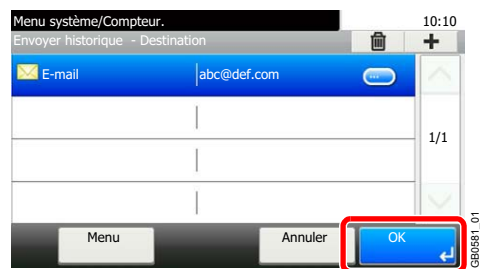 Menu système/Compteur.
10:10
Envoyer historique - Destination
E-mail
abc@def.com
1/1
Menu
Annuler
OK
GB0581_01